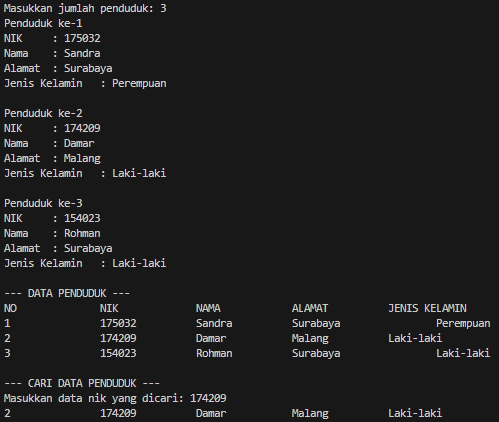 Masukkan jumlah penduduk: 3
Penduduk ke-1
NIK     : 175032
Nama    : Sandra
Alamat  : Surabaya
Jenis Kelamin   : Perempuan

Penduduk ke-2
NIK     : 174209
Nama    : Damar
Alamat  : Malang
Jenis Kelamin   : Laki-laki

Penduduk ke-3
NIK     : 154023
Nama    : Rohman
Alamat  : Surabaya
Jenis Kelamin   : Laki-laki

--- DATA PENDUDUK ---
NO              NIK             NAMA            ALAMAT          JENIS KELAMIN
1               175032          Sandra          Surabaya                Perempuan
2               174209          Damar           Malang          Laki-laki
3               154023          Rohman          Surabaya                Laki-laki

--- CARI DATA PENDUDUK ---
Masukkan data nik yang dicari: 174209
2               174209          Damar           Malang          Laki-laki